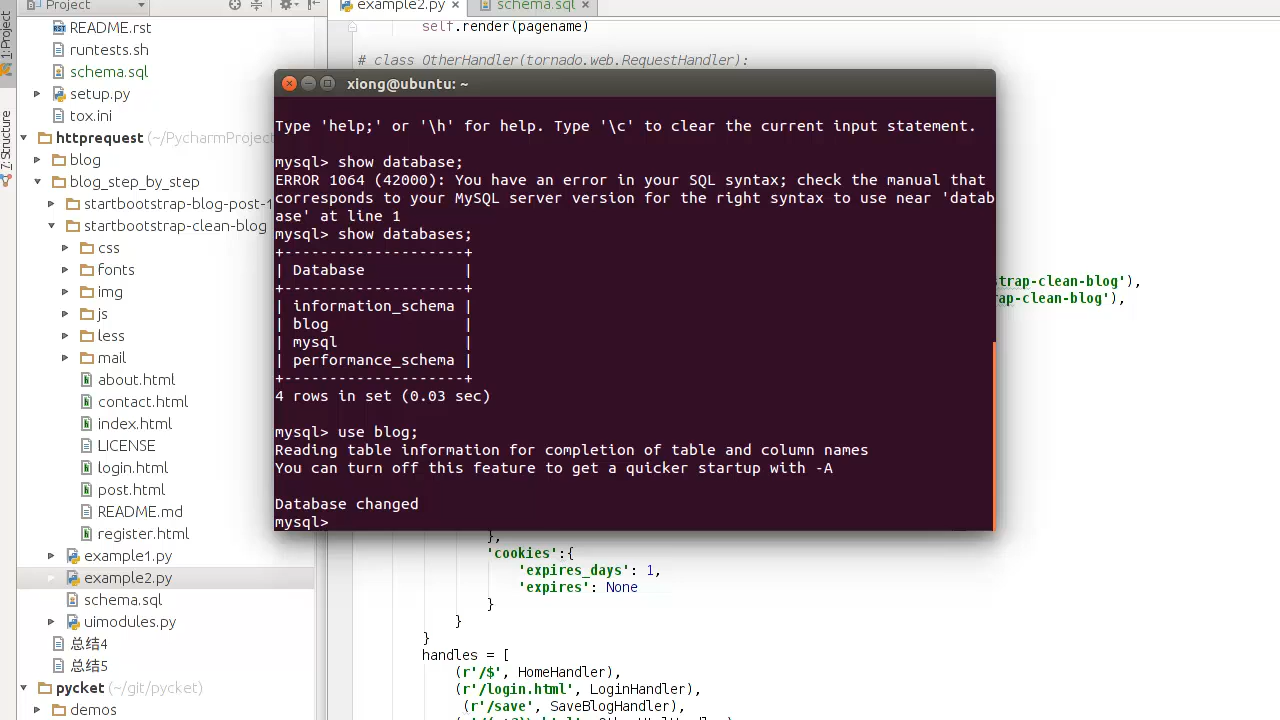 Project
example2.py
schema.sql
1: Project
7: Structure
README.rst
runtests.sh
schema.sql
setup.py
tox.ini
httprequest (~/PycharmProject
blog
blog_step_by_step
startbootstrap-blog-post-1
startbootstrap-clean-blog
css
fonts
img
js
less
mail
about.html
contact.html
index.html
LICENSE
login.html
post.html
README.md
register.html
example1.py
example2.py
schema.sql
uimodules.py
总结4
总结5
pycket (~/git/pycket)
demos
self.render(pagename)
# class OtherHandler(tornado.web.RequestHandler):
xiong@ubuntu: ~
Type 'help;' or '\h' for help. Type '\c' to clear the current input statement.
mysql> show database;
ERROR 1064 (42000): You have an error in your SQL syntax; check the manual that
corresponds to your MySQL server version for the right syntax to use near 'datab
ase' at line 1
mysql> show databases;
+--------------------+
| Database           |
+--------------------+
| information_schema |
| blog               |
| mysql              |
| performance_schema |
+--------------------+
4 rows in set (0.03 sec)
mysql> use blog;
Reading table information for completion of table and column names
You can turn off this feature to get a quicker startup with -A
Database changed
mysql>
trap-clean-blog'),
ap-clean-blog'),
},
'cookies':{
'expires_days': 1,
'expires': None
}
}
}
handles = [
(r'/$', HomeHandler),
(r'/login.html', LoginHandler),
(r'/save', SaveBlogHandler),